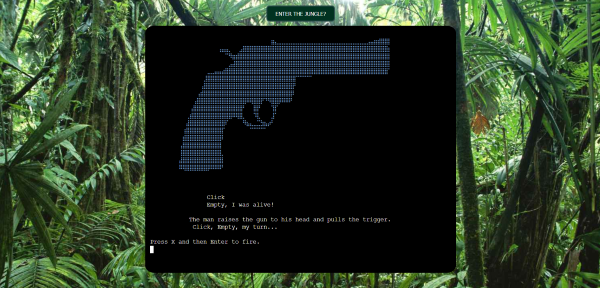 ENTER THE JUNGLE?
Click
Empty, I was alive!
The man raises the gun to his head and pulls the trigger.
Click, Empty, my turn...
Press X and then Enter to fire.